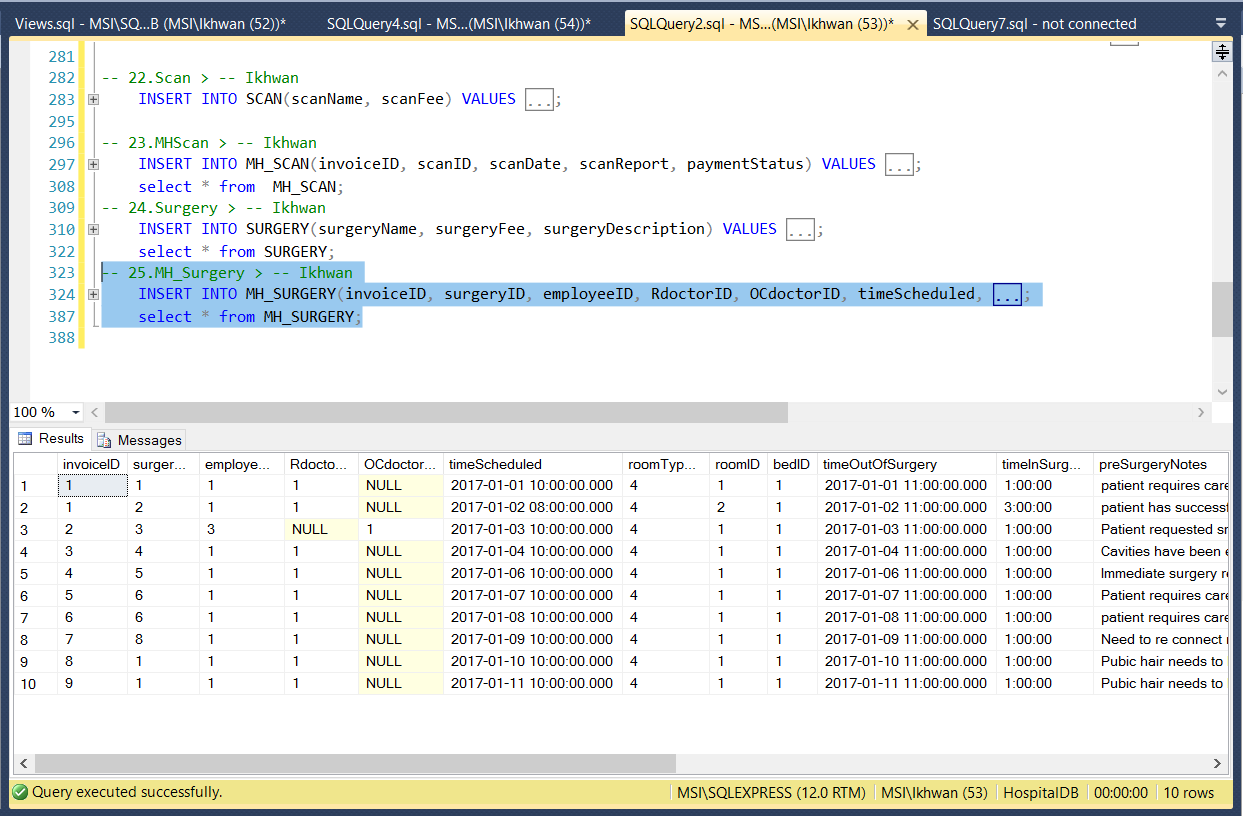 Views.sql - MSI\SQ...B (MSI\Ikhwan (52))* SQLQuery4.sql - MS...(MSI\Ikhwan (54))* SQLQuery2.sql - MS...(MSI\Ikhwan (53))* SQLQuery7.sql - not connected
281
282 -- 22.Scan > -- Ikhwan
283 INSERT INTO SCAN(scanName, scanFee) VALUES ...;
295
296 -- 23.MHScan > -- Ikhwan
297 INSERT INTO MH_SCAN(invoiceID, scanID, scanDate, scanReport, paymentStatus) VALUES ...;
308 select * from MH_SCAN;
309 -- 24.Surgery > -- Ikhwan
310 INSERT INTO SURGERY(surgeryName, surgeryFee, surgeryDescription) VALUES ...;
322 select * from SURGERY;
323 -- 25.MH_Surgery > -- Ikhwan
324 INSERT INTO MH_SURGERY(invoiceID, surgeryID, employeeID, RdoctorID, OCdoctorID, timeScheduled, ...;
387 select * from MH_SURGERY;
388
100 %
Results Messages
invoiceID surger... employe... Rdocto... OCdoctor... timeScheduled roomTyp... roomID bedID timeOutOfSurgery timeInSurg... preSurgeryNotes
1 1 1 1 1 NULL 2017-01-01 10:00:00.000 4 1 1 2017-01-01 11:00:00.000 1:00:00 patient requires care
2 1 2 1 1 NULL 2017-01-02 08:00:00.000 4 2 1 2017-01-02 11:00:00.000 3:00:00 patient has successf
3 2 3 3 NULL 1 2017-01-03 10:00:00.000 4 1 1 2017-01-03 11:00:00.000 1:00:00 Patient requested sm
4 3 4 1 1 NULL 2017-01-04 10:00:00.000 4 1 1 2017-01-04 11:00:00.000 1:00:00 Cavities have been e
5 4 5 1 1 NULL 2017-01-06 10:00:00.000 4 1 1 2017-01-06 11:00:00.000 1:00:00 Immediate surgery re
6 5 6 1 1 NULL 2017-01-07 10:00:00.000 4 1 1 2017-01-07 11:00:00.000 1:00:00 Patient requires care
7 6 6 1 1 NULL 2017-01-08 10:00:00.000 4 1 1 2017-01-08 11:00:00.000 1:00:00 patient requires care
8 7 8 1 1 NULL 2017-01-09 10:00:00.000 4 1 1 2017-01-09 11:00:00.000 1:00:00 Need to re connect
9 8 1 1 1 NULL 2017-01-10 10:00:00.000 4 1 1 2017-01-10 11:00:00.000 1:00:00 Pubic hair needs to
10 9 1 1 1 NULL 2017-01-11 10:00:00.000 4 1 1 2017-01-11 11:00:00.000 1:00:00 Pubic hair needs to
Query executed successfully. MSI\SQLEXPRESS (12.0 RTM) MSI\Ikhwan (53) HospitalDB 00:00:00 10 rows